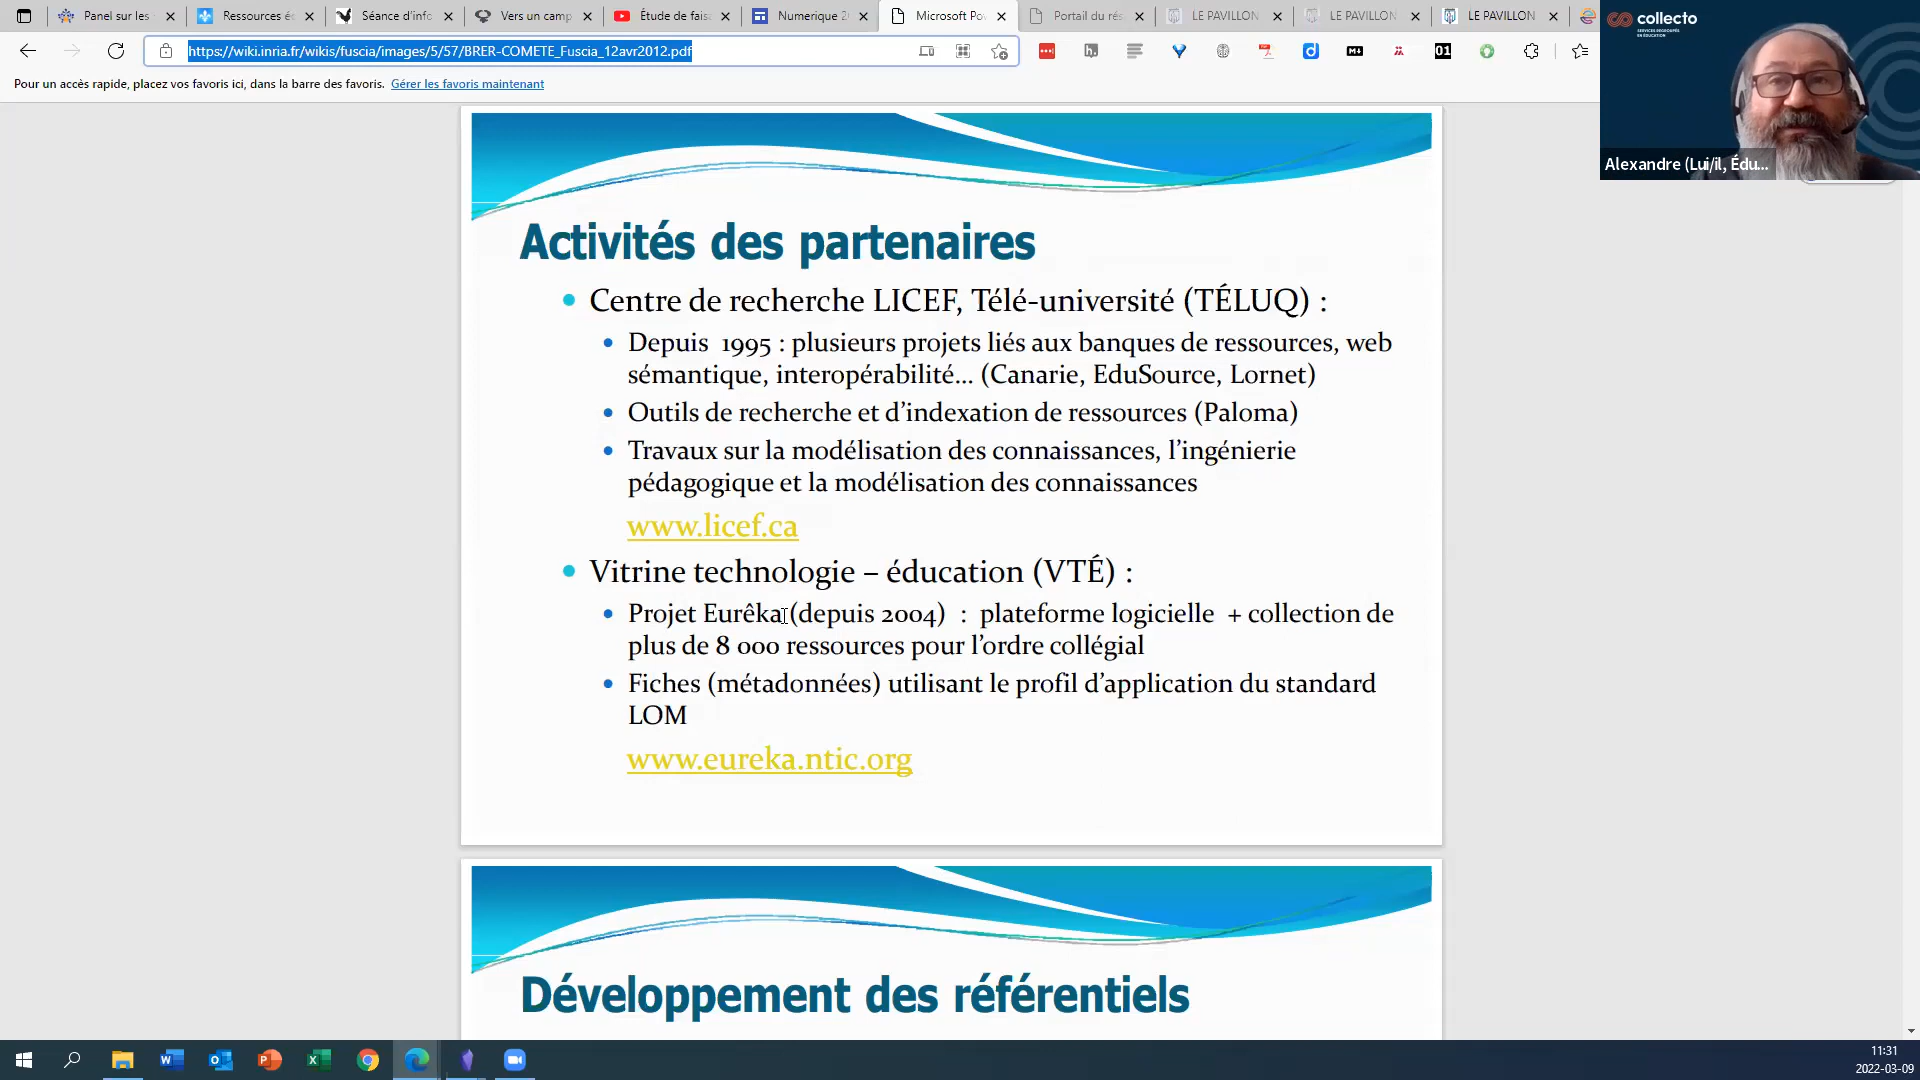 Panel sur les
Ressources é
Séance d'info
Vers un camp
Étude de fais
Numerique 2
Microsoft Po
Portail du rés
LE PAVILLON
LE PAVILLON
LE PAVILLON
https://wiki.inria.fr/wikis/fuscia/images/5/57/BRER-COMETE_Fuscia_12avr2012.pdf
Pour un accès rapide, placez vos favoris ici, dans la barre des favoris. Gérer les favoris maintenant
collecto
SERVICES REGROUPÉS
EN ÉDUCATION
Alexandre (Lui/il, Édu...
Activités des partenaires
Centre de recherche LICEF, Télé-université (TÉLUQ) :
Depuis 1995 : plusieurs projets liés aux banques de ressources, web
sémantique, interopérabilité... (Canarie, EduSource, Lornet)
Outils de recherche et d'indexation de ressources (Paloma)
Travaux sur la modélisation des connaissances, l'ingénierie
pédagogique et la modélisation des connaissances
www.licef.ca
Vitrine technologie – éducation (VTÉ) :
Projet Eurêka (depuis 2004) : plateforme logicielle + collection de
plus de 8 000 ressources pour l'ordre collégial
Fiches (métadonnées) utilisant le profil d'application du standard
LOM
www.eureka.ntic.org
Développement des référentiels
11:31
2022-03-09